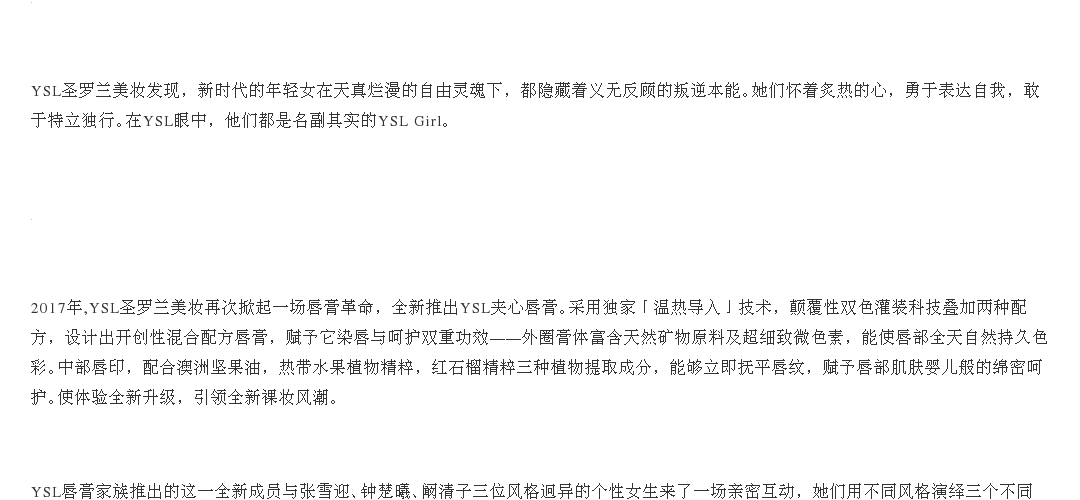 YSL圣罗兰美妆发现，新时代的年轻女在天真烂漫的自由灵魂下，都隐藏着义无反顾的叛逆本能。她们怀着炙热的心，勇于表达自我，敢
于特立独行。在YSL眼中，他们都是名副其实的YSL Girl。
2017年,YSL圣罗兰美妆再次掀起一场唇膏革命，全新推出YSL夹心唇膏。采用独家「温热导入」技术，颠覆性双色灌装科技叠加两种配
方，设计出开创性混合配方唇膏，赋予它染唇与呵护双重功效——外圈膏体富含天然矿物原料及超细致微色素，能使唇部全天自然持久色
彩。中部唇印，配合澳洲坚果油，热带水果植物精粹，红石榴精粹三种植物提取成分，能够立即抚平唇纹，赋予唇部肌肤婴儿般的绵密呵
护。使体验全新升级，引领全新裸妆风潮。
YSL唇膏家族推出的这一全新成员与张雪迎、钟楚曦、阚清子三位风格迥异的个性女生来了一场亲密互动，她们用不同风格演绎三个不同